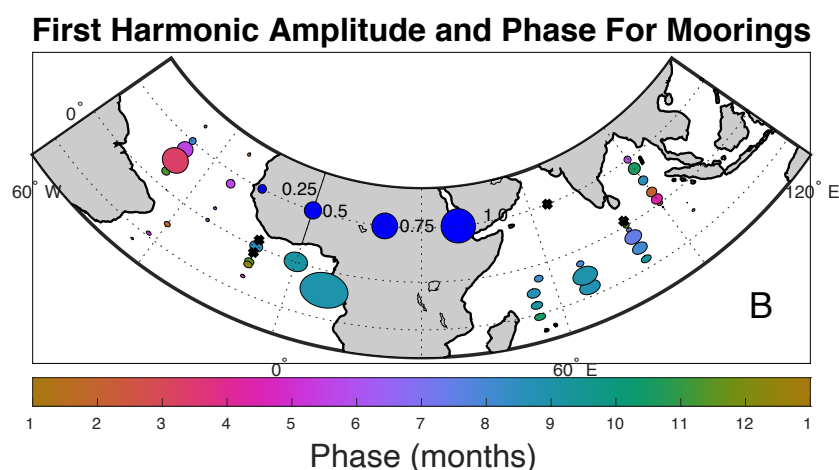 First Harmonic Amplitude and Phase For Moorings
0°
60° W
120° E
0.25
0.5
0.75
1.0
B
0°
60° E
1 2 3 4 5 6 7 8 9 10 11 12 1
Phase (months)